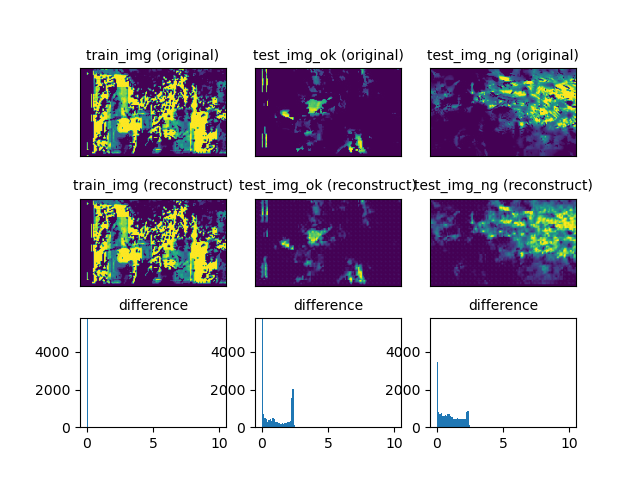 train_img (original) test_img_ok (original) test_img_ng (original)
train_img (reconstruct) test_img_ok (reconstruct) test_img_ng (reconstruct)
difference difference difference
4000 4000 4000
2000 2000 2000
0 0 0
0 5 10 0 5 10 0 5 10